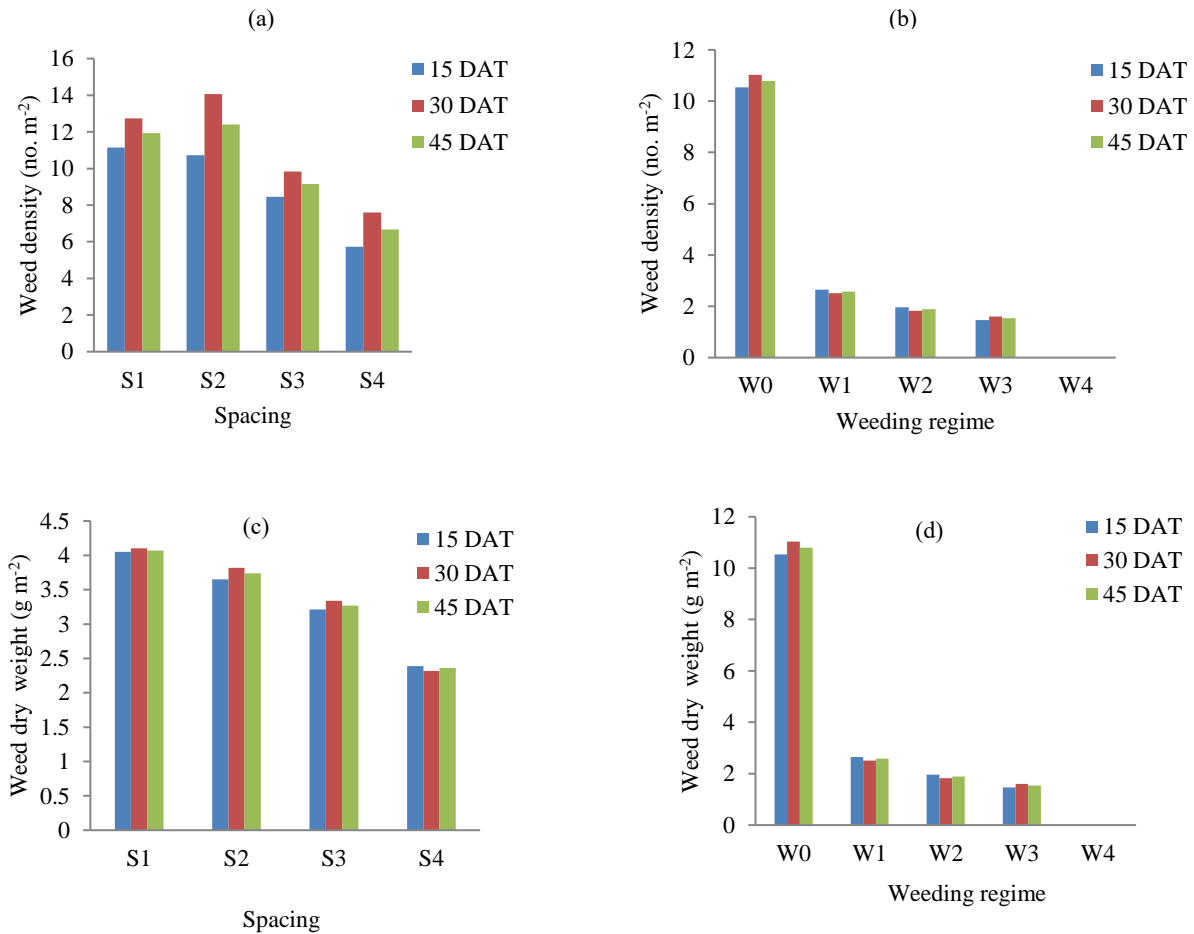 (a)
Weed density (no. m-2)
16
14
12
10
8
6
4
2
0
S1 S2 S3 S4
Spacing
15 DAT
30 DAT
45 DAT
(b)
Weed density (no. m-2)
12
10
8
6
4
2
0
W0 W1 W2 W3 W4
Weeding regime
15 DAT
30 DAT
45 DAT
(c)
Weed dry weight (g m-2)
4.5
4
3.5
3
2.5
2
1.5
1
0.5
0
S1 S2 S3 S4
Spacing
15 DAT
30 DAT
45 DAT
(d)
Weed dry weight (g m-2)
12
10
8
6
4
2
0
W0 W1 W2 W3 W4
Weeding regime
15 DAT
30 DAT
45 DAT